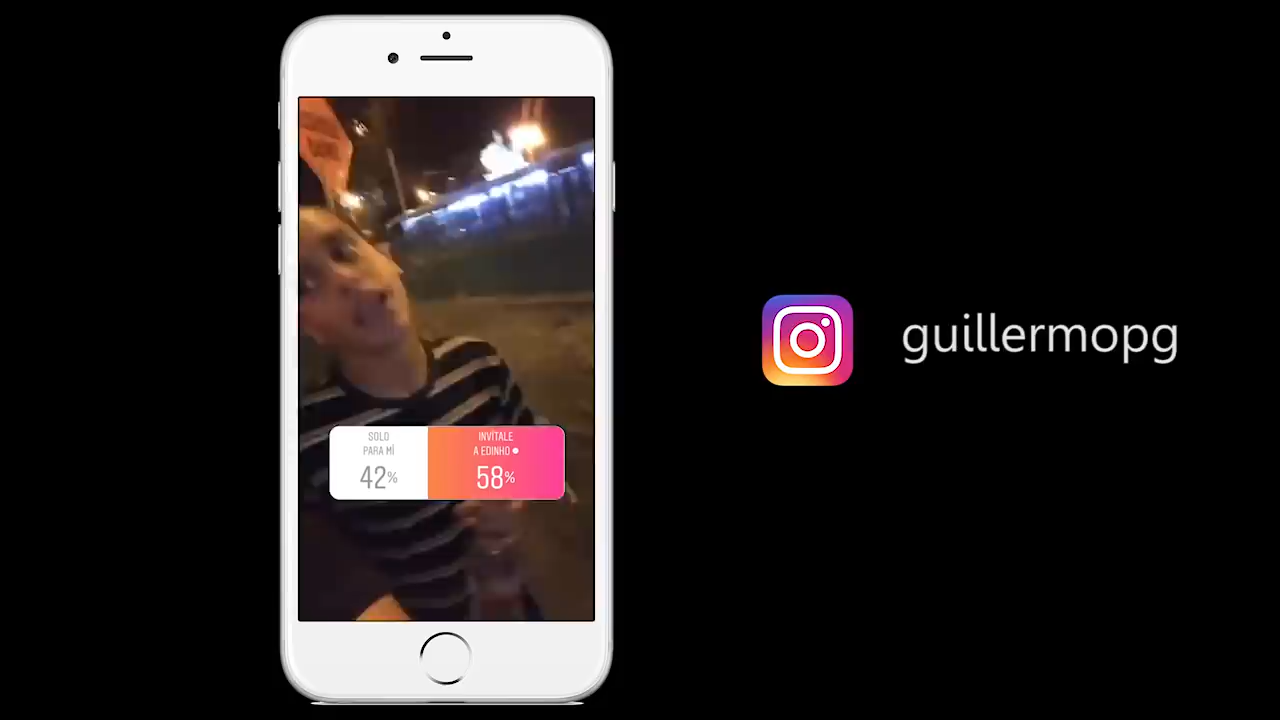 SOLO
PARA MÍ
42%
INVÍTALE
A EDINHO
58%
guillermopg